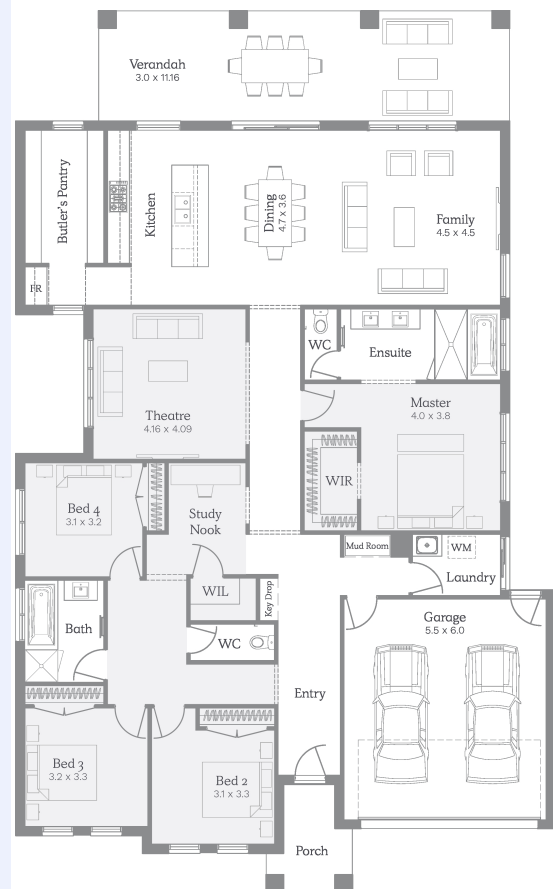 Verandah
3.0 x 11.16
Butler's Pantry
Kitchen
Dining
4.7 x 3.6
Family
4.5 x 4.5
FR
WC
Ensuite
Theatre
4.16 x 4.09
Master
4.0 x 3.8
WIR
Bed 4
3.1 x 3.2
Study
Nook
Mud Room
WM
Laundry
WIL
Key Drop
Bath
WC
Garage
5.5 x 6.0
Entry
Bed 3
3.2 x 3.3
Bed 2
3.1 x 3.3
Porch